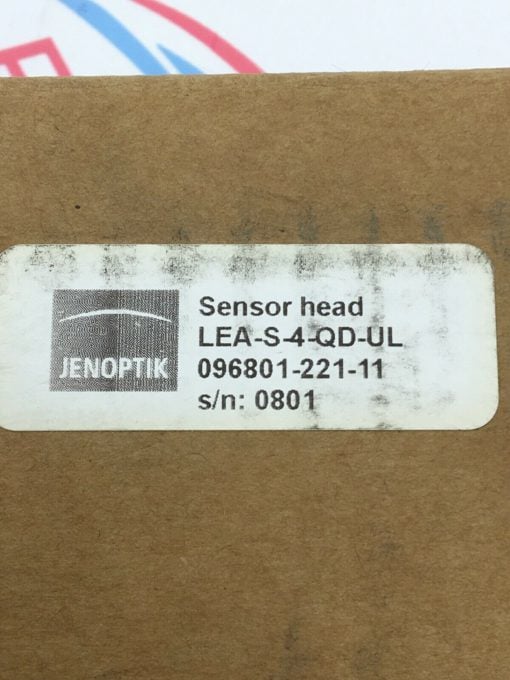 JENOPTIK
Sensor head
LEA-S-4-QD-UL
096801-221-11
s/n: 0801